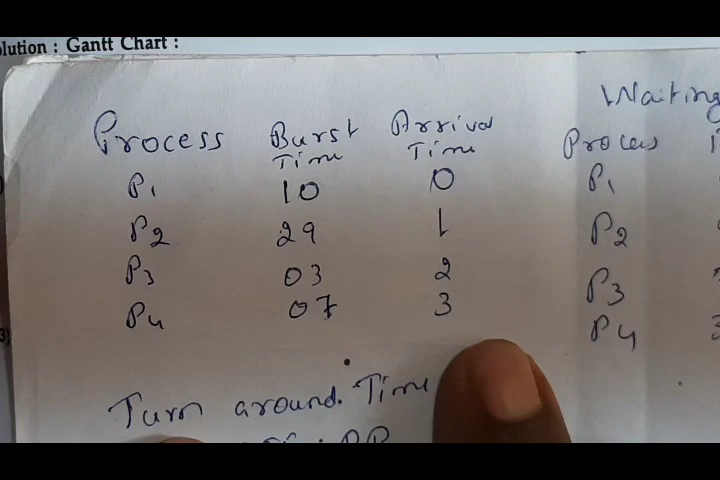 lution : Gantt Chart :
Waiting
Process Burst Time Arrival Time Process
P1 10 0 P1
P2 29 1 P2
P3 03 2 P3
P4 07 3 P4
Turn around. Time